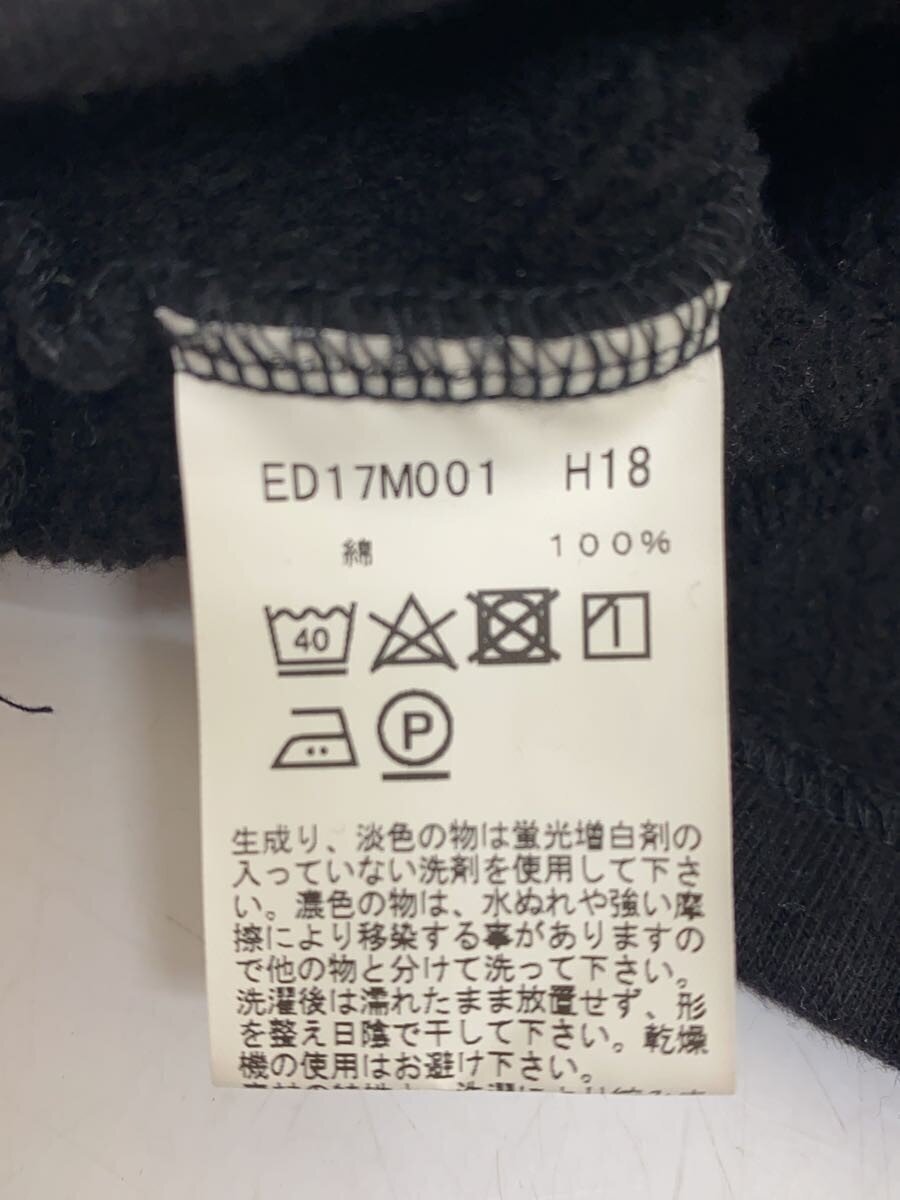 ED17M001 H18
綿 100%
40
P
生成り、淡色の物は蛍光増白剤の
入っていない洗剤を使用して下さ
い。濃色の物は、水ぬれや強い摩
擦により移染する事がありますの
で他の物と分けて洗って下さい。
洗濯後は濡れたまま放置せず、形
を整え日陰で干して下さい。乾燥
機の使用はお避け下さい。